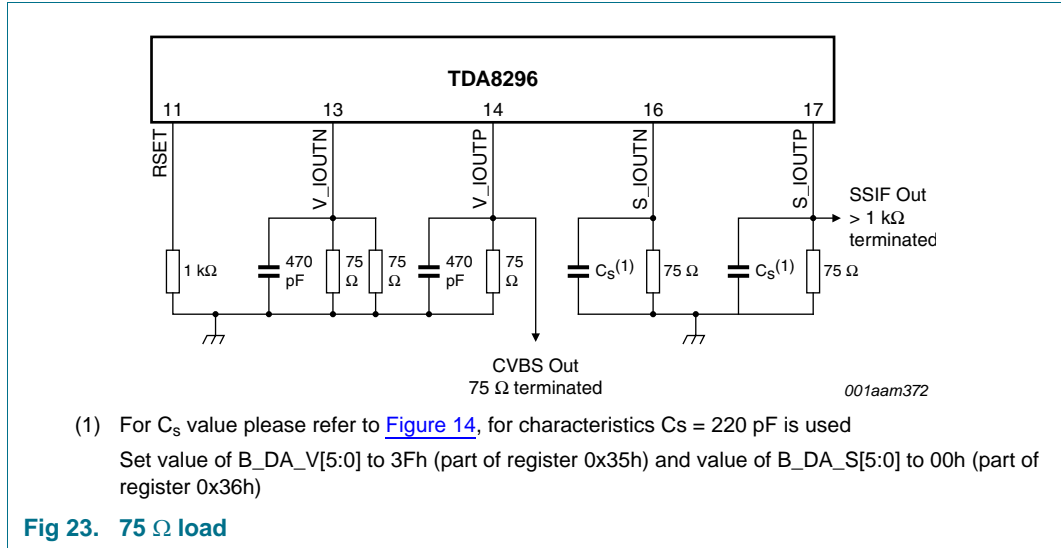 TDA8296
11 13 14 16 17
RSET V_IOUTN V_IOUTP S_IOUTN S_IOUTP
SSIF Out
> 1 kΩ
terminated
1 kΩ 470 pF 75 Ω 75 Ω 470 pF 75 Ω Cs(1) 75 Ω Cs(1) 75 Ω
CVBS Out
75 Ω terminated
001aam372
(1) For Cs value please refer to Figure 14, for characteristics Cs = 220 pF is used
Set value of B_DA_V[5:0] to 3Fh (part of register 0x35h) and value of B_DA_S[5:0] to 00h (part of
register 0x36h)
Fig 23. 75 Ω load